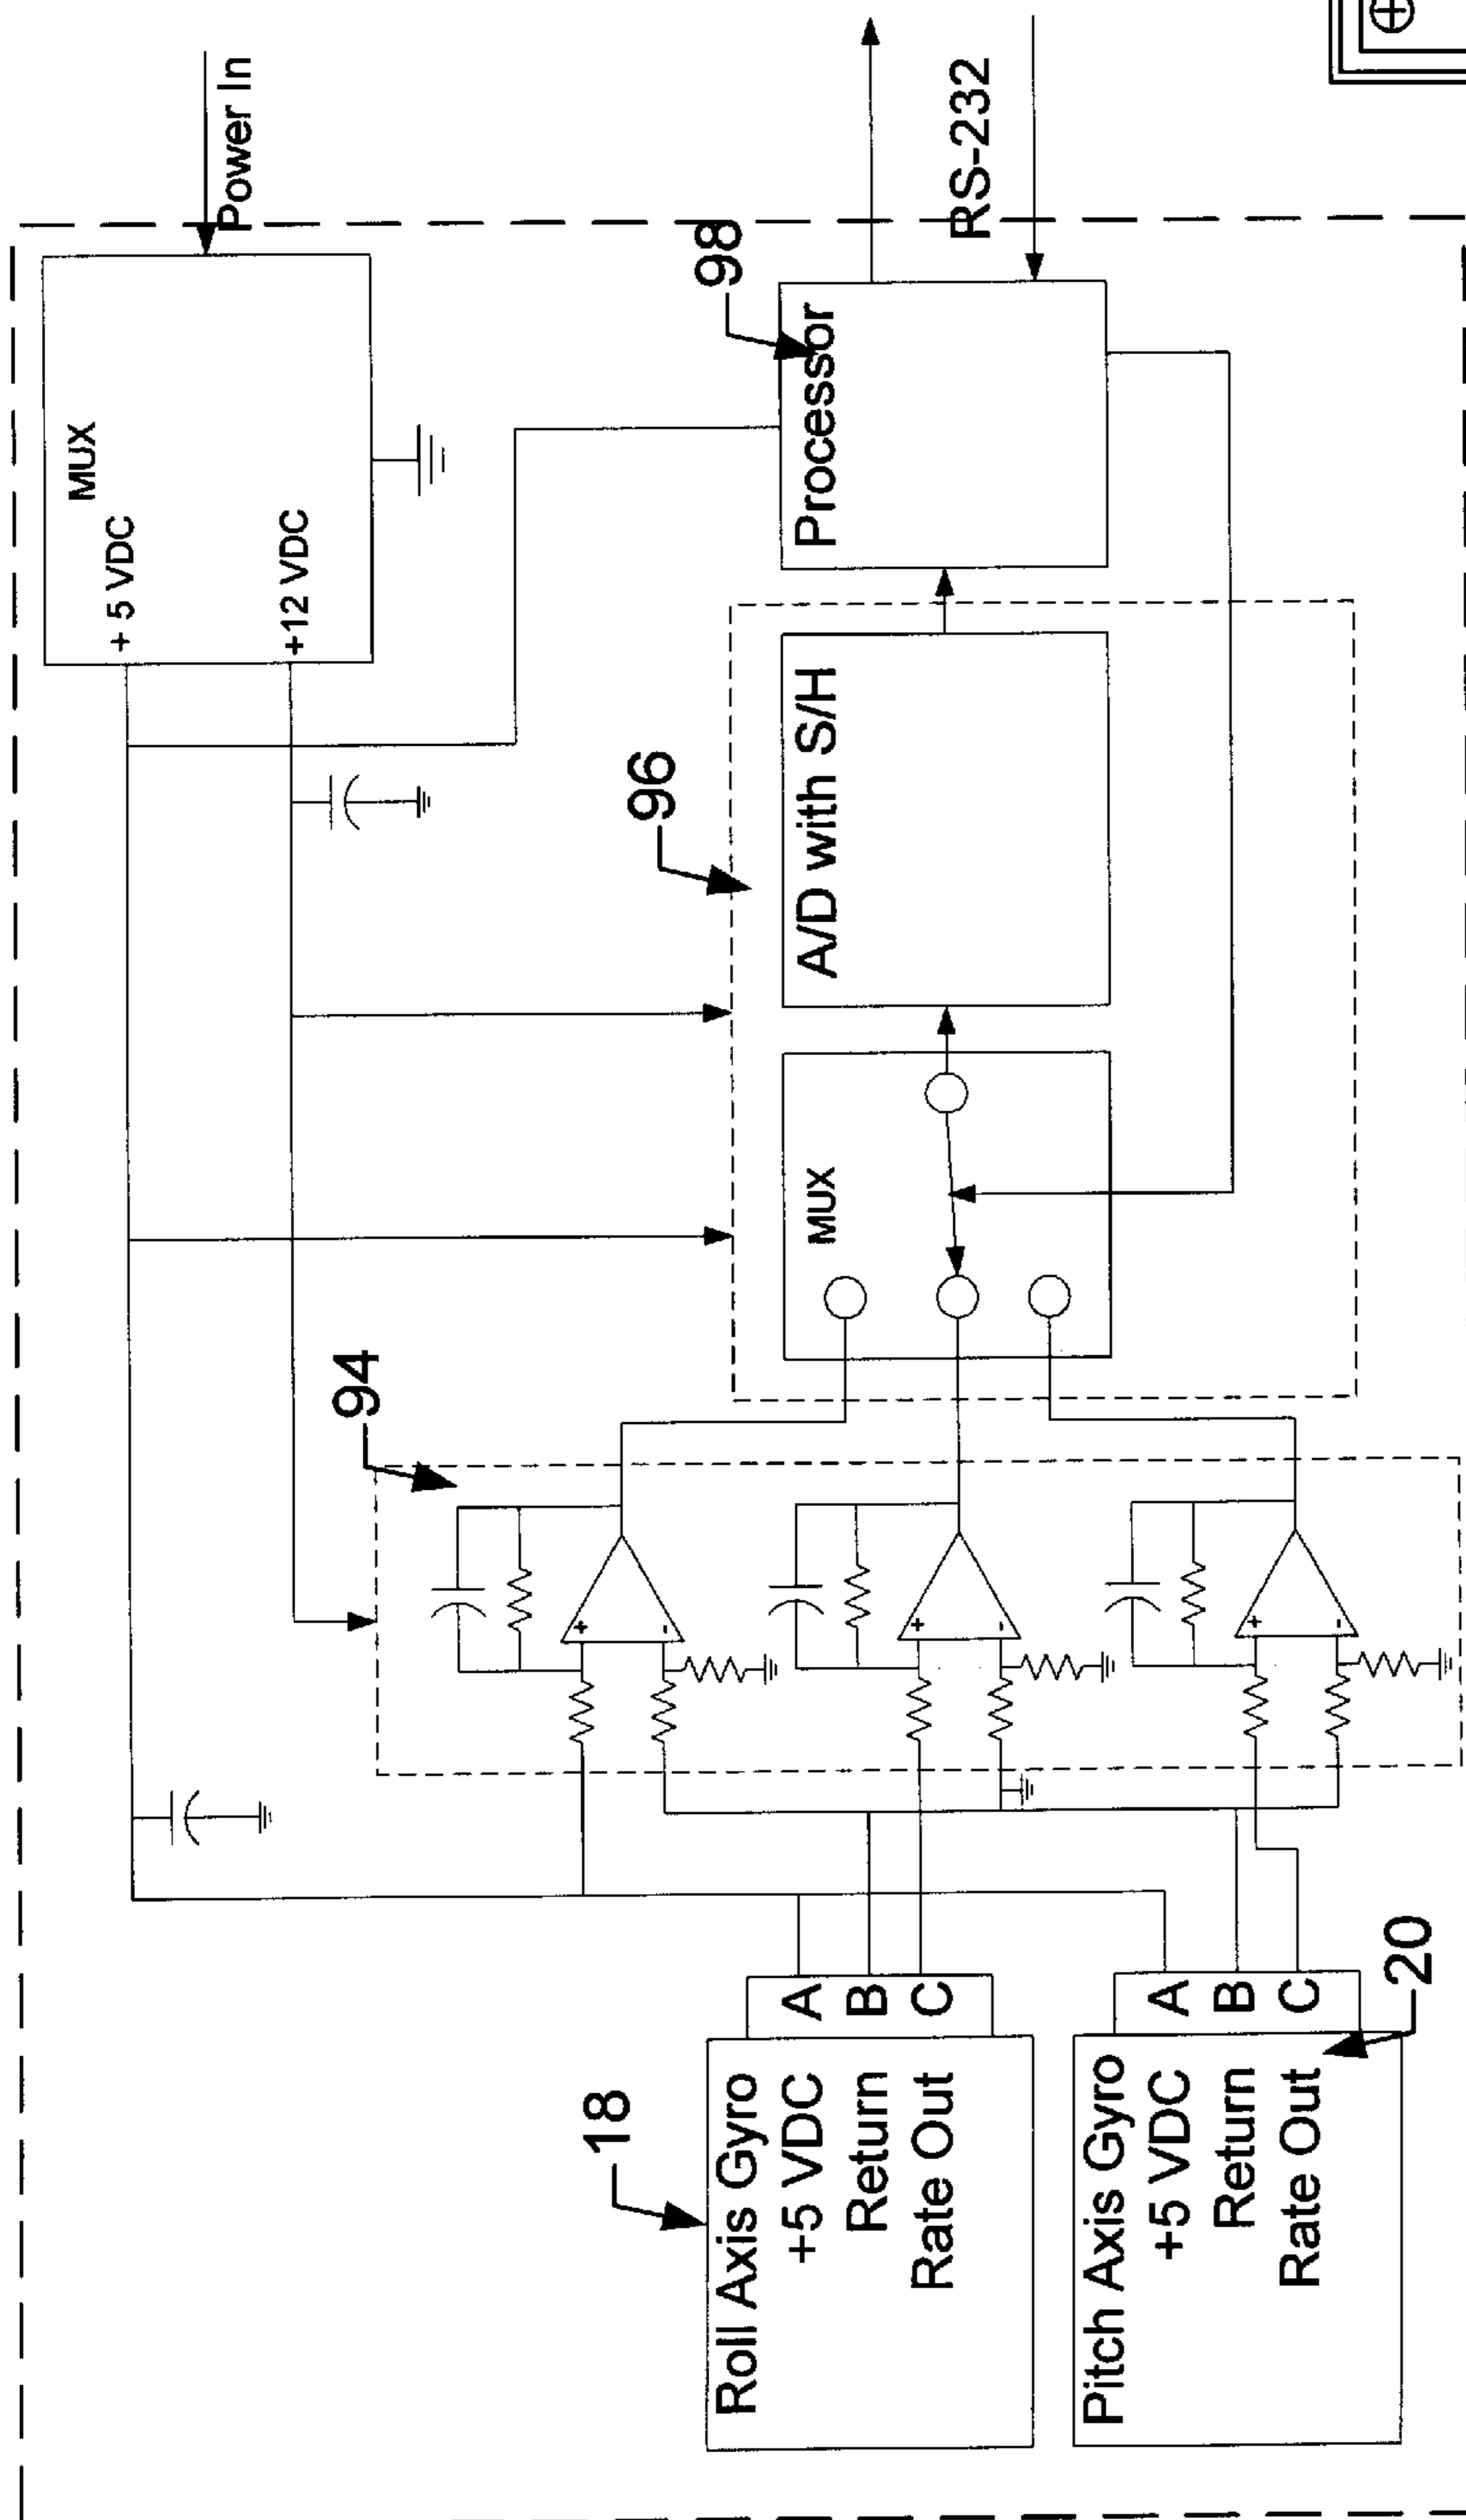 Power In
MUX
+ 5 VDC
+12 VDC
98
RS-232
Processor
96
A/D with S/H
MUX
94
+
-
+
-
+
-
18
Roll Axis Gyro
+5 VDC
Return
Rate Out
A
B
C
20
Pitch Axis Gyro
+5 VDC
Return
Rate Out
A
B
C